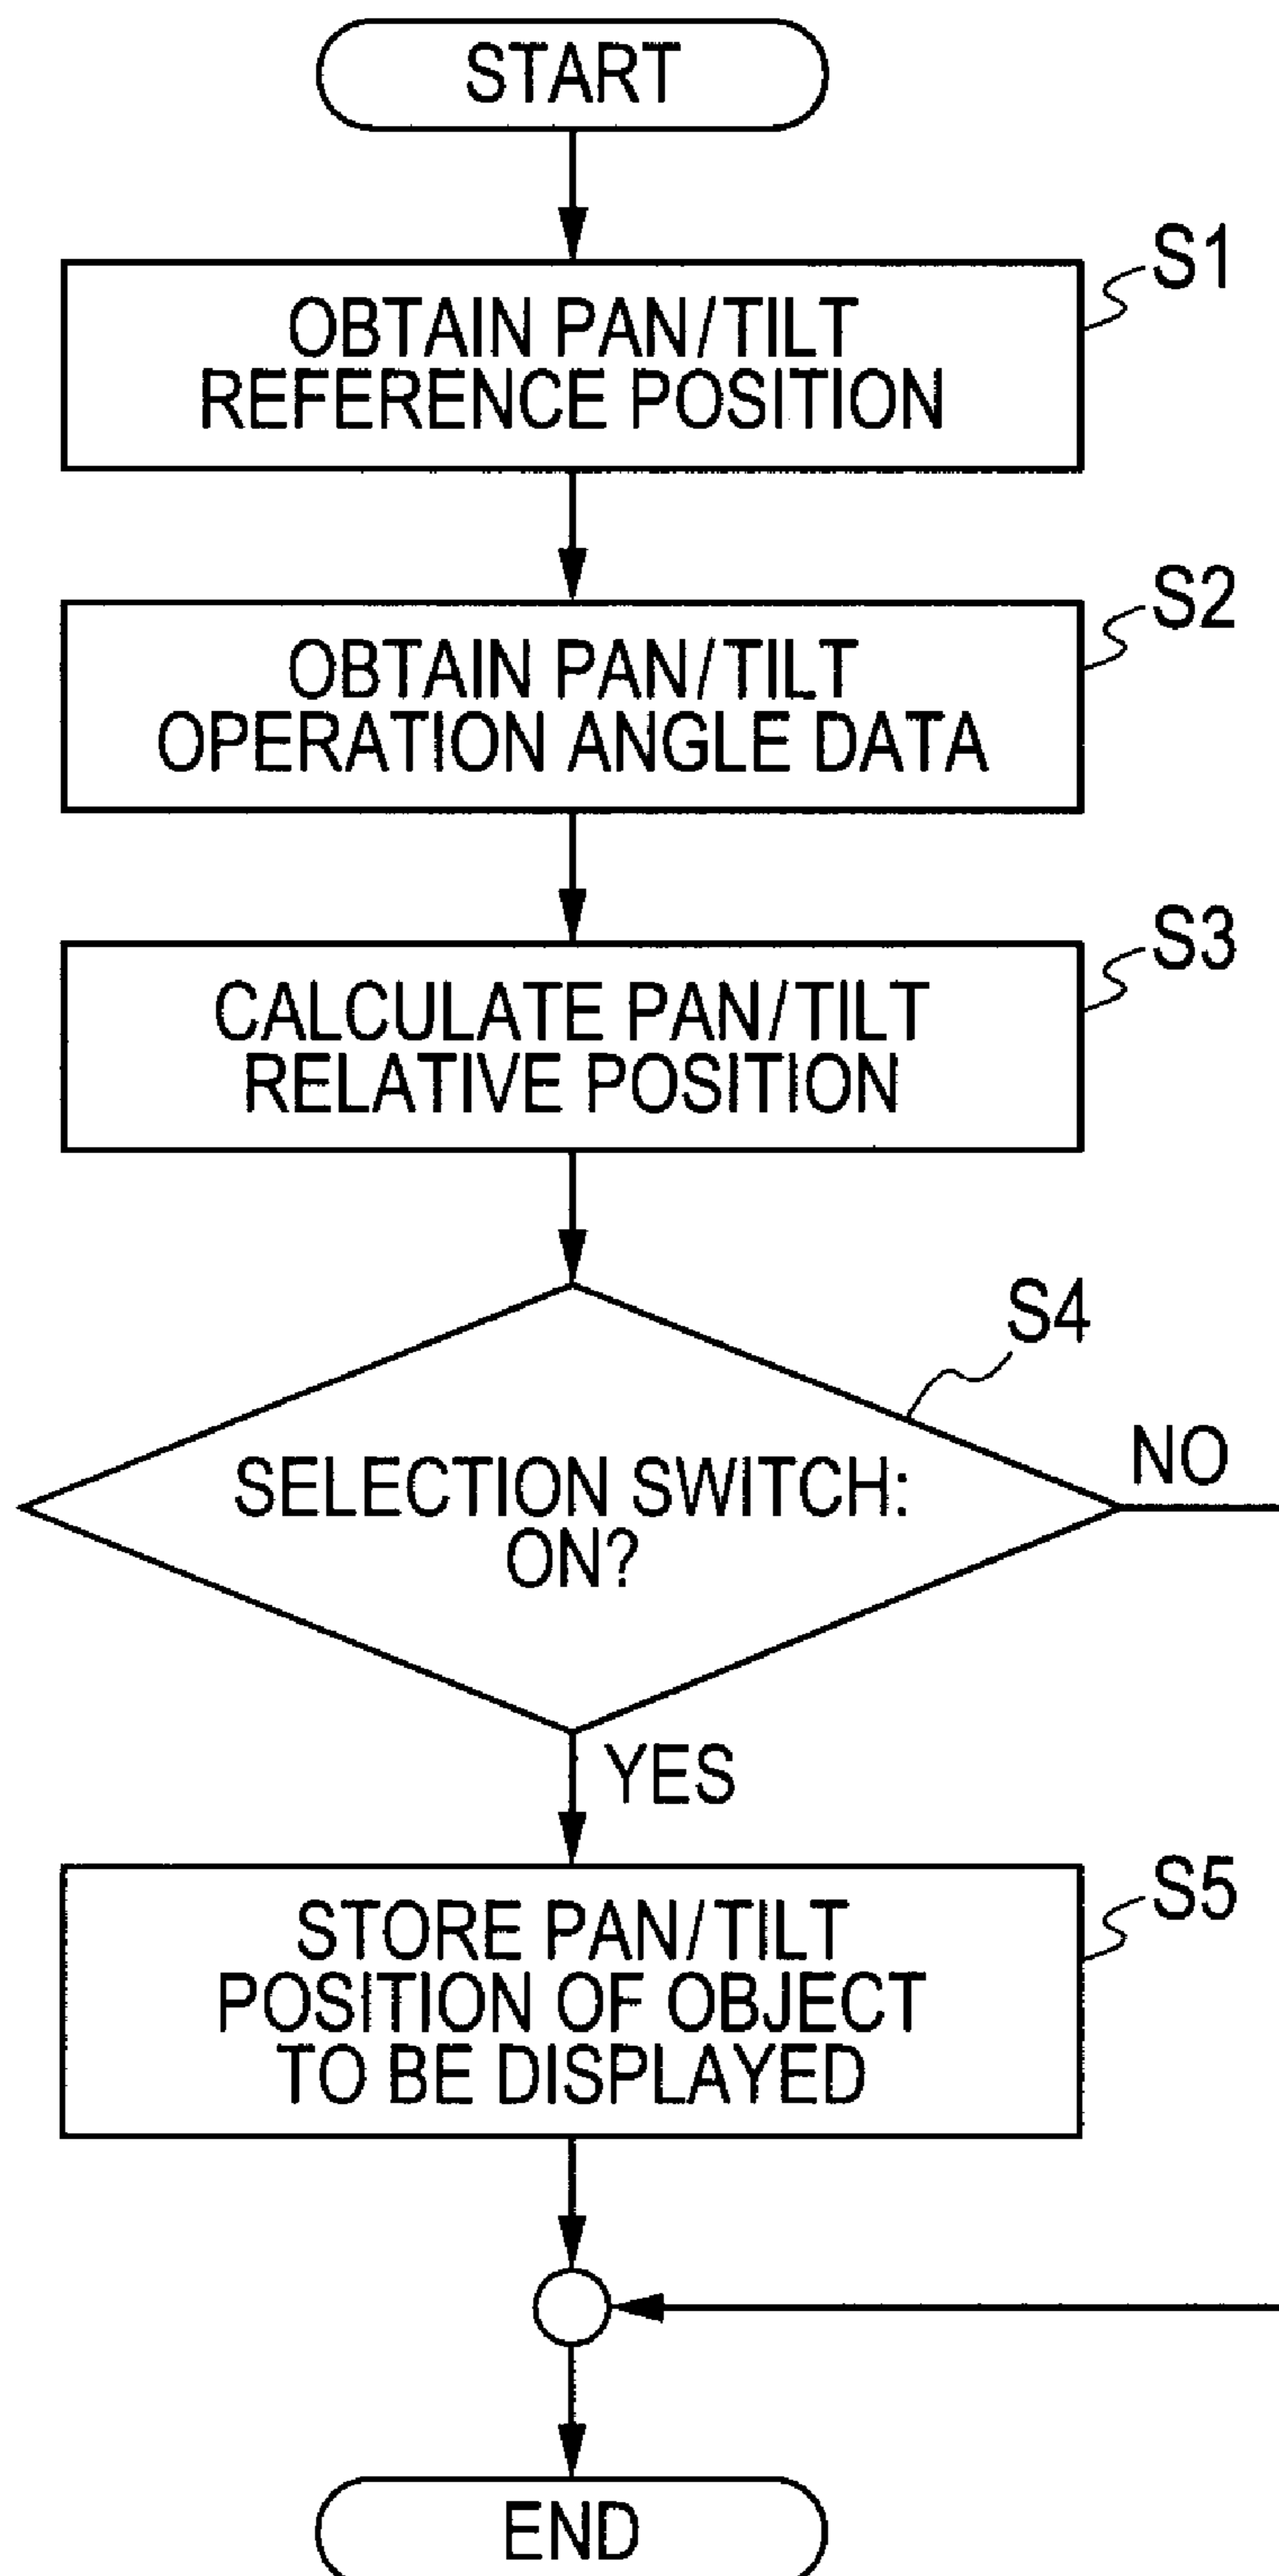 START
S1
OBTAIN PAN/TILT
REFERENCE POSITION
S2
OBTAIN PAN/TILT
OPERATION ANGLE DATA
S3
CALCULATE PAN/TILT
RELATIVE POSITION
S4
SELECTION SWITCH:
ON?
NO
YES
S5
STORE PAN/TILT
POSITION OF OBJECT
TO BE DISPLAYED
END